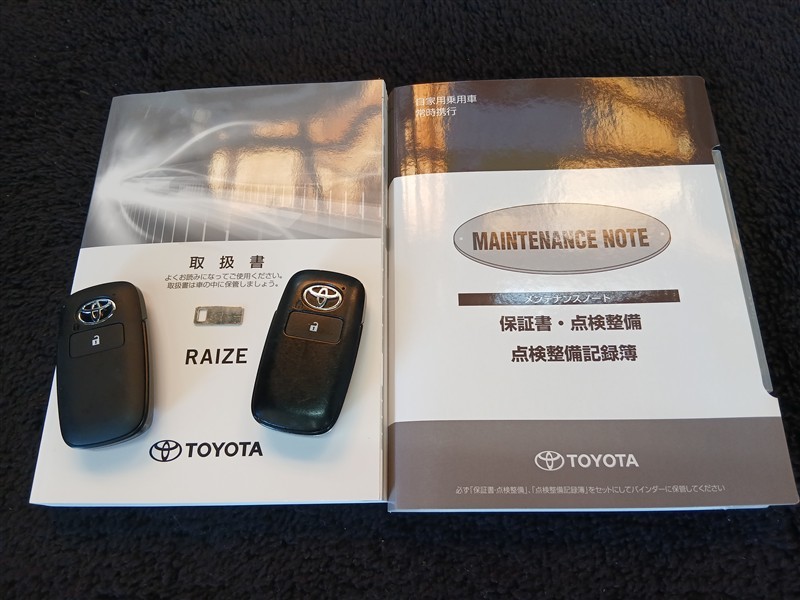 取扱書
よくお読みになってご使用ください。
取扱書は車の中に保管しましょう。
RAIZE
TOYOTA
自家用乗用車
常時携行
MAINTENANCE NOTE
メンテナンスノート
保証書・点検整備
点検整備記録簿
TOYOTA
必ず「保証書・点検整備」、「点検整備記録簿」をセットにしてバインダーに保管してください